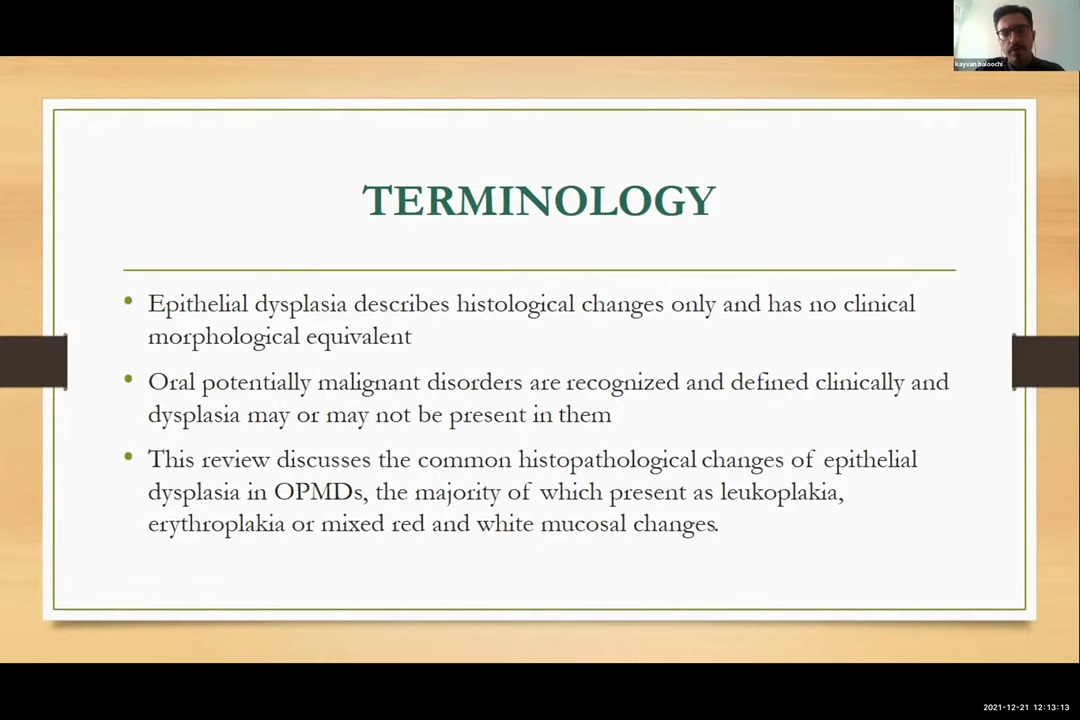 kayvan baloochi
TERMINOLOGY
• Epithelial dysplasia describes histological changes only and has no clinical
morphological equivalent
• Oral potentially malignant disorders are recognized and defined clinically and
dysplasia may or may not be present in them
• This review discusses the common histopathological changes of epithelial
dysplasia in OPMDs, the majority of which present as leukoplakia,
erythroplakia or mixed red and white mucosal changes.
2021-12-21 12:13:13